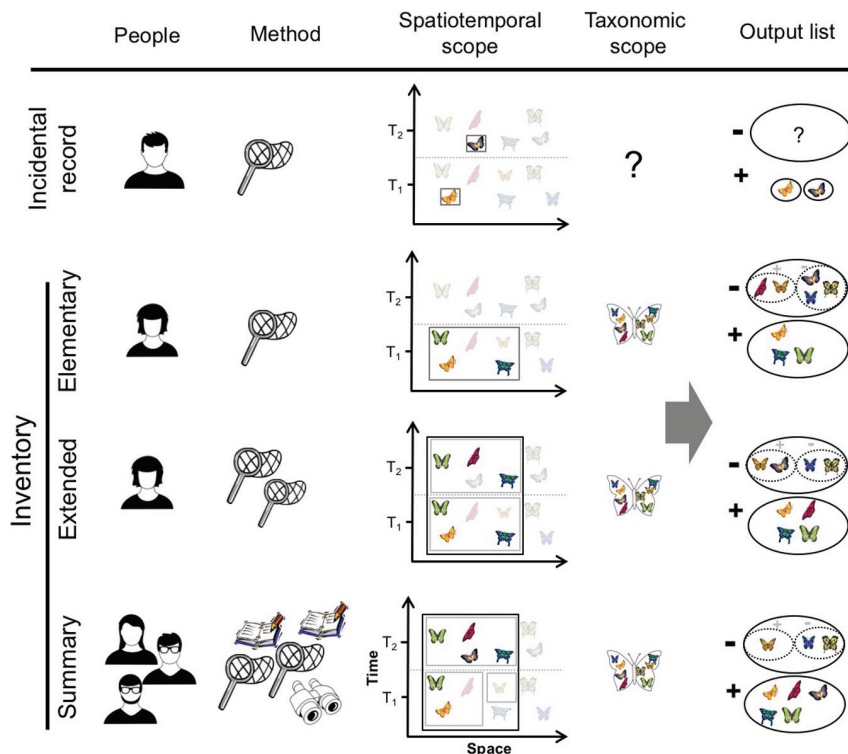 People Method Spatiotemporal scope Taxonomic scope Output list
Incidental record
T2
T1
?
-
?
+
Inventory
Elementary
T2
T1
-
+ -
+
Extended
T2
T1
-
+ -
+
Summary
Time
T2
T1
Space
-
+ -
+